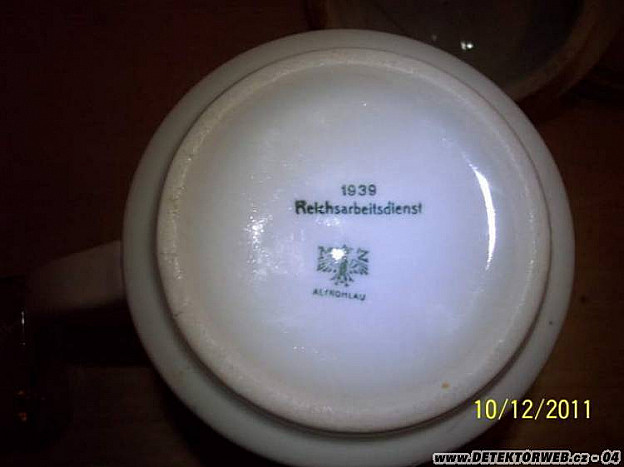 1939
Reichsarbeitsdienst
M Z
ALTROHLAU
10/12/2011
www.DETEKTORWEB.cz - 04